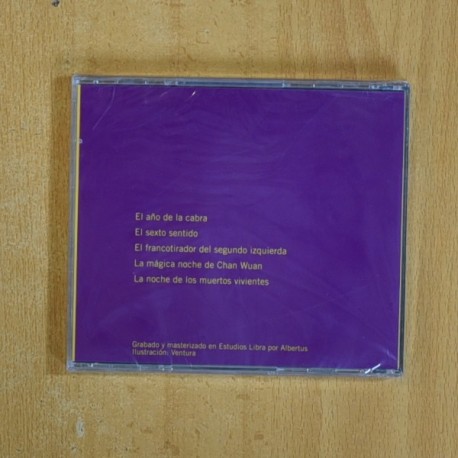 El año de la cabra
El sexto sentido
El francotirador del segundo izquierda
La mágica noche de Chan Wuan
La noche de los muertos vivientes
Grabado y masterizado en Estudios Libra por Albertus
Ilustración: Ventura